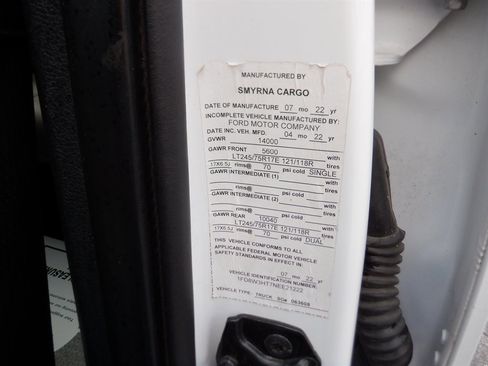 MANUFACTURED BY
SMYRNA CARGO
DATE OF MANUFACTURE 07 mo 22 yr
INCOMPLETE VEHICLE MANUFACTURED BY:
FORD MOTOR COMPANY
DATE INC. VEH. MFD. 04 mo 22 yr
GVWR 14000
GAWR FRONT 5600 with
LT245/75R17E 121/118R tires
17X6.5J rims@ 70 psi cold SINGLE
GAWR INTERMEDIATE (1) with
tires
rims@ psi cold
GAWR INTERMEDIATE (2) with
tires
rims@ psi cold
GAWR REAR 10040 with
LT245/75R17E 121/118R tires
17X6.5J rims@ 70 psi cold DUAL
THIS VEHICLE CONFORMS TO ALL
APPLICABLE FEDERAL MOTOR VEHICLE
SAFETY STANDARDS IN EFFECT IN
07 mo 22 yr
VEHICLE IDENTIFICATION NUMBER:
VEHICLE TYPE: TRUCK SO# 063608